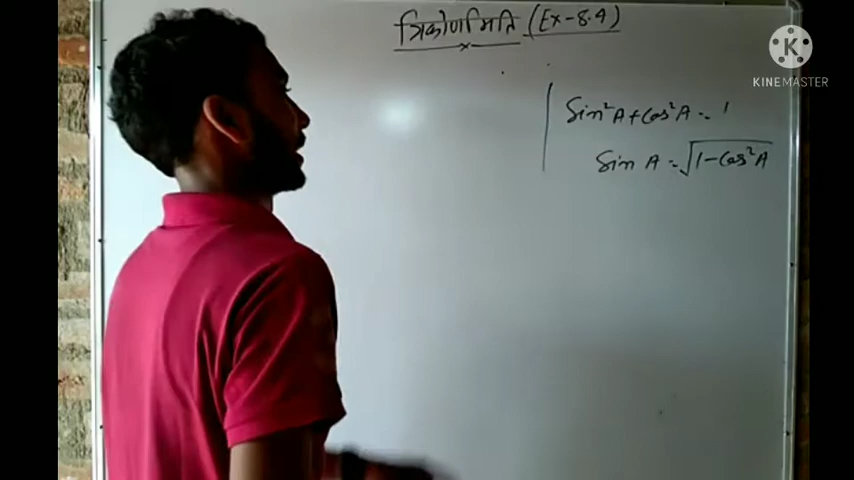 त्रिकोणमिति (Ex-8.4)
Sin²A + Cos²A = 1
Sin A = √1-Cos²A
KINEMASTER